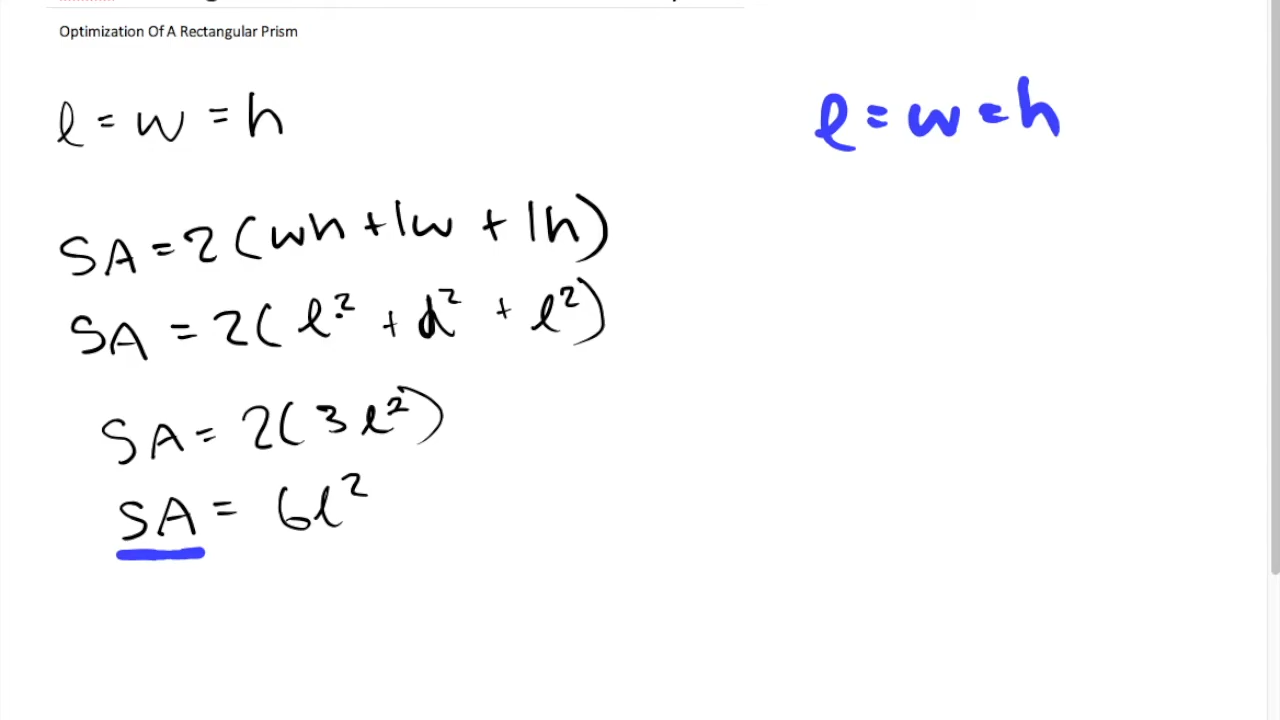 Optimization Of A Rectangular Prism
l = w = h
l = w = h
SA = 2(wh + lw + lh)
SA = 2(l² + l² + l²)
SA = 2(3l²)
SA = 6l²